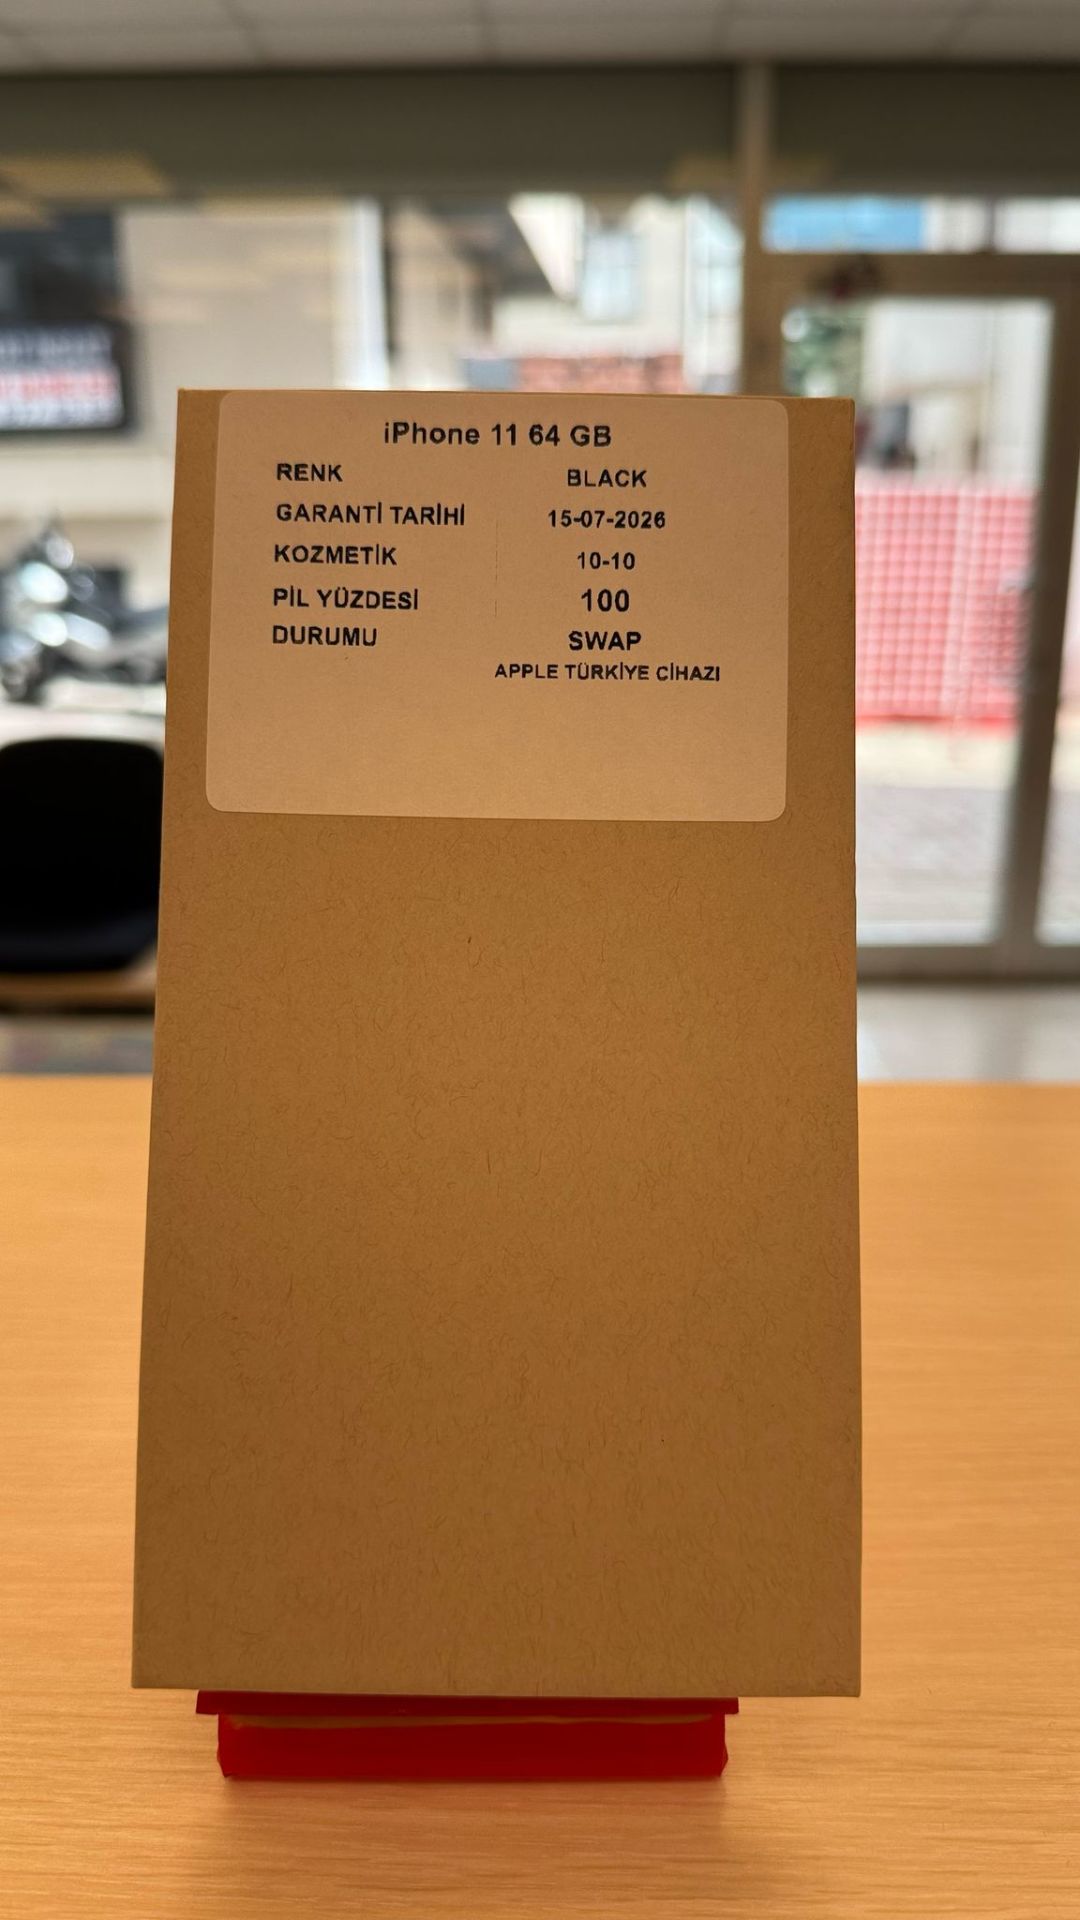 iPhone 11 64 GB
RENK BLACK
GARANTİ TARİHİ 15-07-2026
KOZMETİK 10-10
PİL YÜZDESİ 100
DURUMU SWAP
APPLE TÜRKİYE CİHAZI